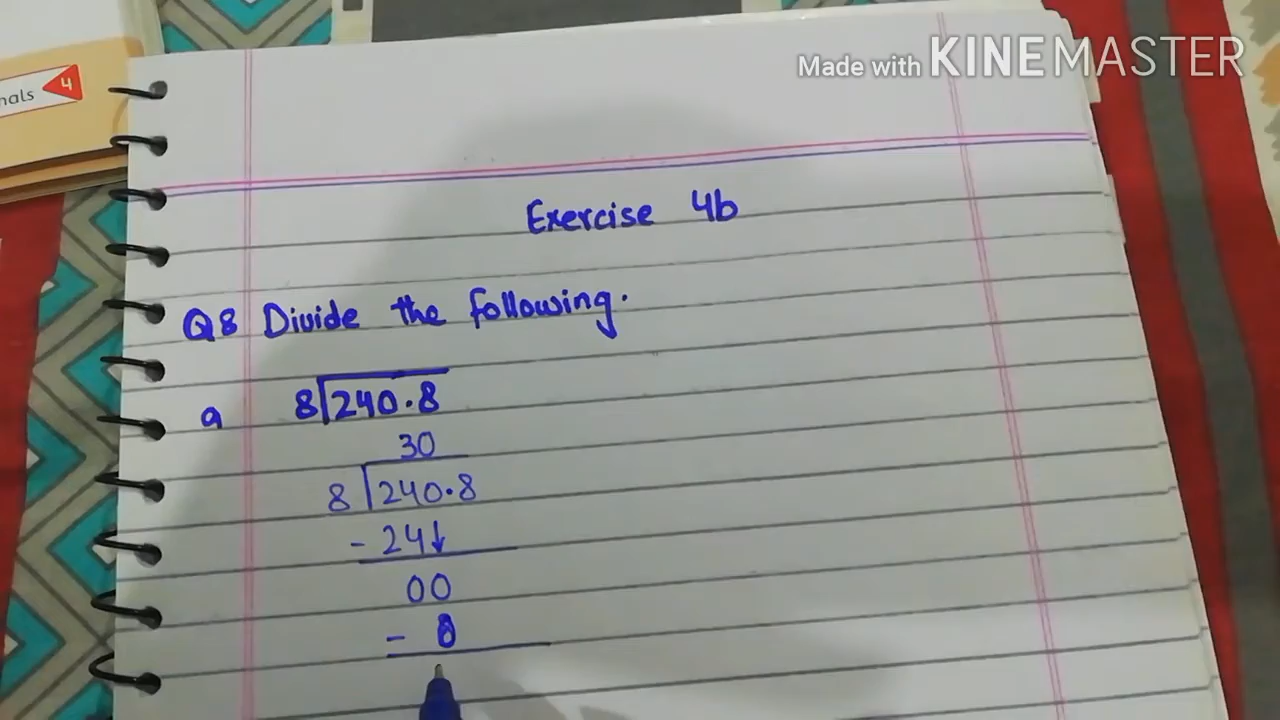 Made with KINEMASTER
nals 4
Exercise 4b
Q8 Divide the following.
a 8 240.8
30
8 240.8
- 24↓
00
- 0